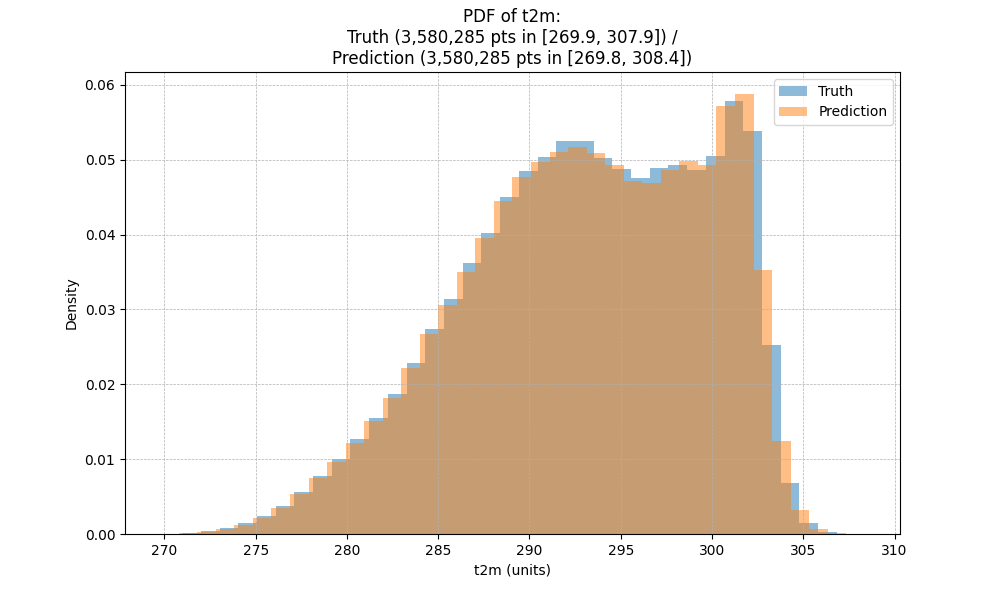 PDF of t2m:
Truth (3,580,285 pts in [269.9, 307.9]) /
Prediction (3,580,285 pts in [269.8, 308.4])
Truth
Prediction
Density
0.06
0.05
0.04
0.03
0.02
0.01
0.00
270 275 280 285 290 295 300 305 310
t2m (units)